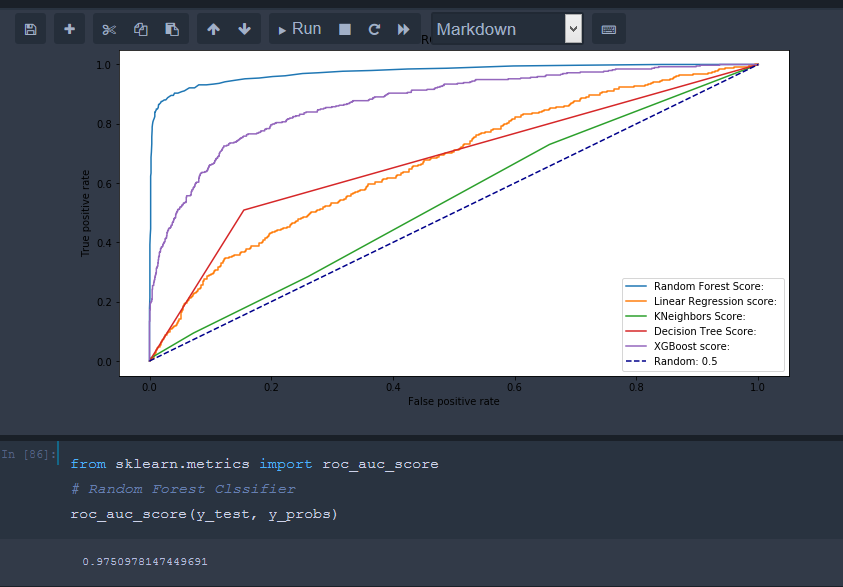 Run
Markdown
1.0
0.8
0.6
0.4
0.2
0.0
True positive rate
0.0 0.2 0.4 0.6 0.8 1.0
False positive rate
Random Forest Score:
Linear Regression score:
KNeighbors Score:
Decision Tree Score:
XGBoost score:
Random: 0.5
In [86]:
from sklearn.metrics import roc_auc_score
# Random Forest Clssifier
roc_auc_score(y_test, y_probs)
0.9750978147449691